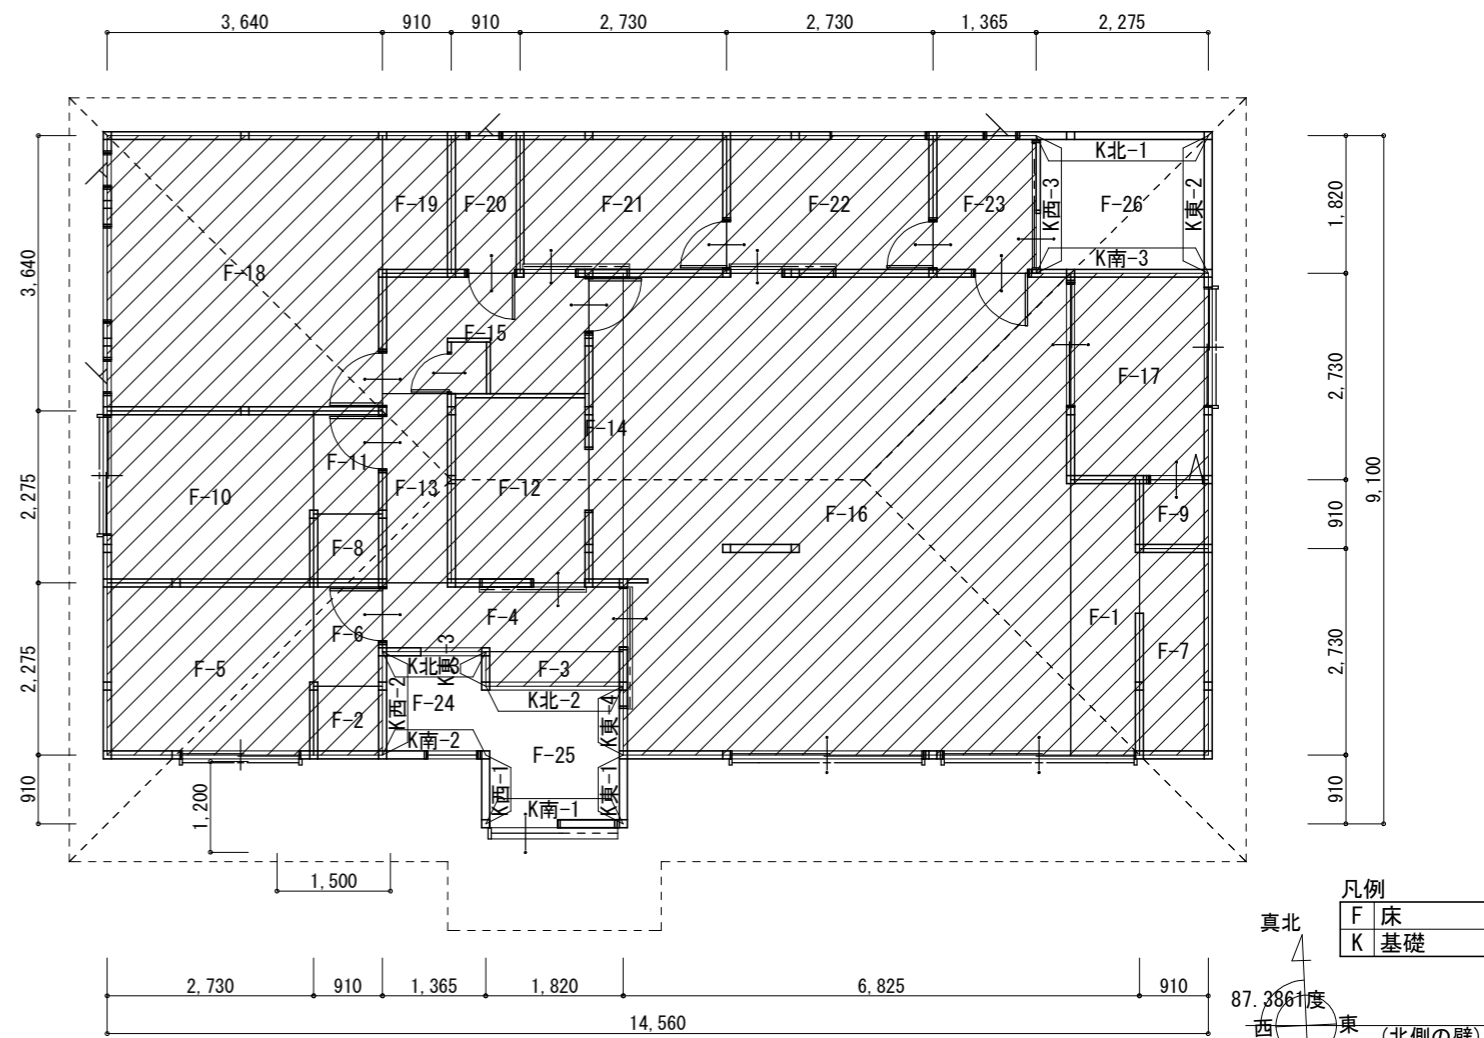 3,640 910 910 2,730 2,730 1,365 2,275
K北-1
F-19 F-20 F-21 F-22 F-23 K西-3 F-26 K東-2
1,820
K南-3
3,640
F-18
F-15
2,730
F-17
F-14
F-11
9,100
2,275
F-10 F-13 F-12
F-16
F-9
910
F-8
F-6 F-4 F-1
K北-3 K東-3
2,275
F-5
F-3
F-7
2,730
K西-2 F-24 K北-2 K東-4
F-2
K南-2
F-25
910
1,200
K西-1 K南-1 K東-1
910
1,500
凡例
F 床
K 基礎
真北
2,730 910 1,365 1,820 6,825 910
87.3861度
14,560
西 東
(北側の壁)